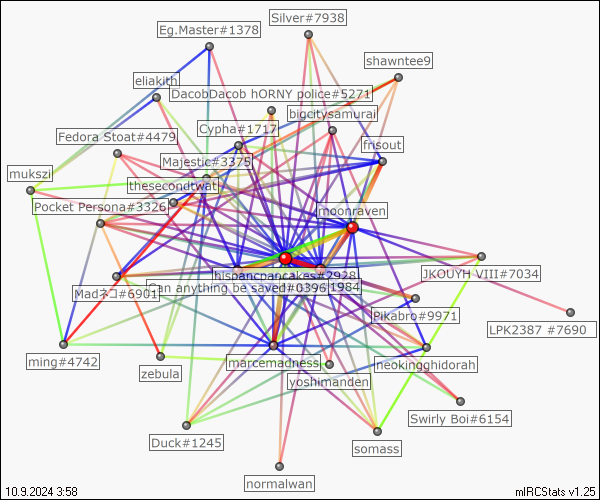 Silver#7938
Eg.Master#1378
shawntee9
eliakith
DacobDacob hORNY police#5271
bigcitysamurai
Cypha#1717
Fedora Stoat#4479
frisout
Majestic#3375
mukszi
thesecondtwat
Pocket Persona#3326
moonraven
hispancpancakes#2928
JKOUYH VIII#7034
Can anything be saved#0396
1984
Madネコ#6901
Pikabro#9971
LPK2387 #7690
ming#4742
marcemadness
neokingghidorah
zebula
yoshimanden
Swirly Boi#6154
Duck#1245
somass
normalwan
10.9.2024 3:58
mIRCStats v1.25